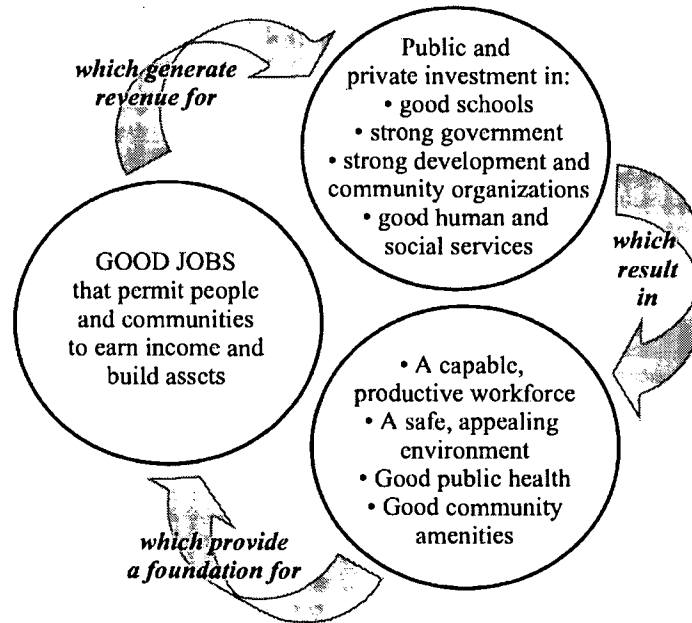 which generate
revenue for
Public and
private investment in:
• good schools
• strong government
• strong development and
community organizations
• good human and
social services
which
result
in
GOOD JOBS
that permit people
and communities
to earn income and
build assets
• A capable,
productive workforce
• A safe, appealing
environment
• Good public health
• Good community
amenities
which provide
a foundation for